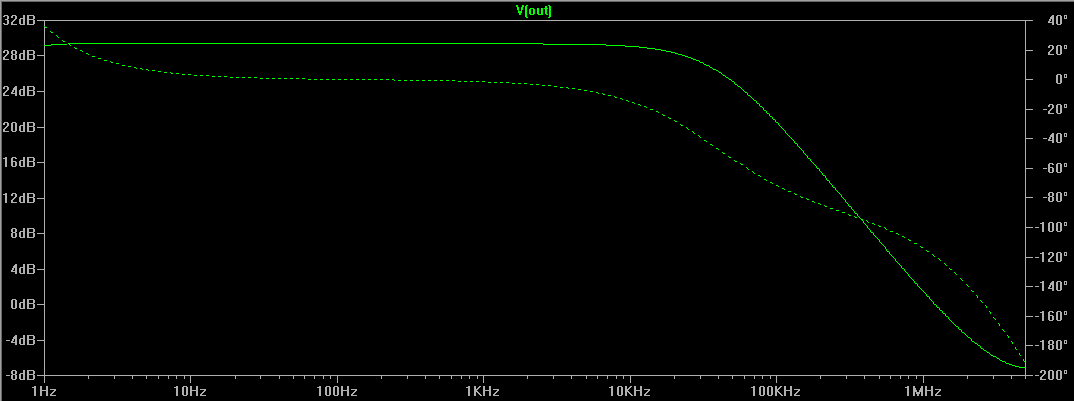 V(out)
32dB 40°
28dB 20°
24dB 0°
20dB -20°
16dB -40°
12dB -60°
8dB -80°
4dB -100°
0dB -120°
-4dB -140°
-8dB -160°
-180°
-200°
1Hz 10Hz 100Hz 1KHz 10KHz 100KHz 1MHz